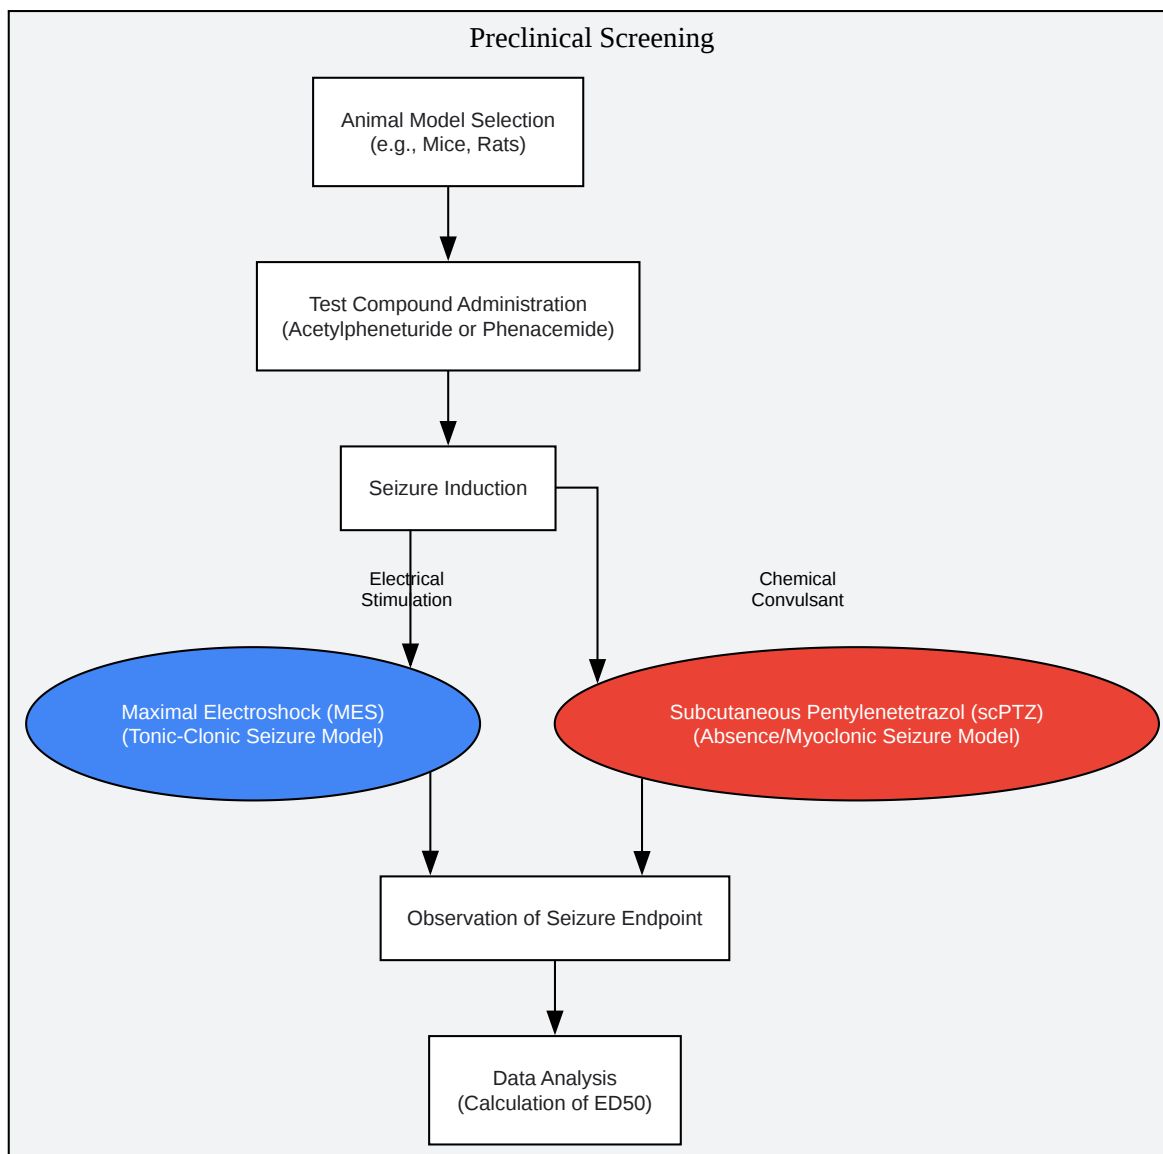 Preclinical Screening
Animal Model Selection
(e.g., Mice, Rats)
Test Compound Administration
(Acetylpheneturide or Phenacemide)
Seizure Induction
Electrical
Stimulation
Chemical
Convulsant
Maximal Electroshock (MES)
(Tonic-Clonic Seizure Model)
Subcutaneous Pentylenetetrazol (scPTZ)
(Absence/Myoclonic Seizure Model)
Observation of Seizure Endpoint
Data Analysis
(Calculation of ED50)